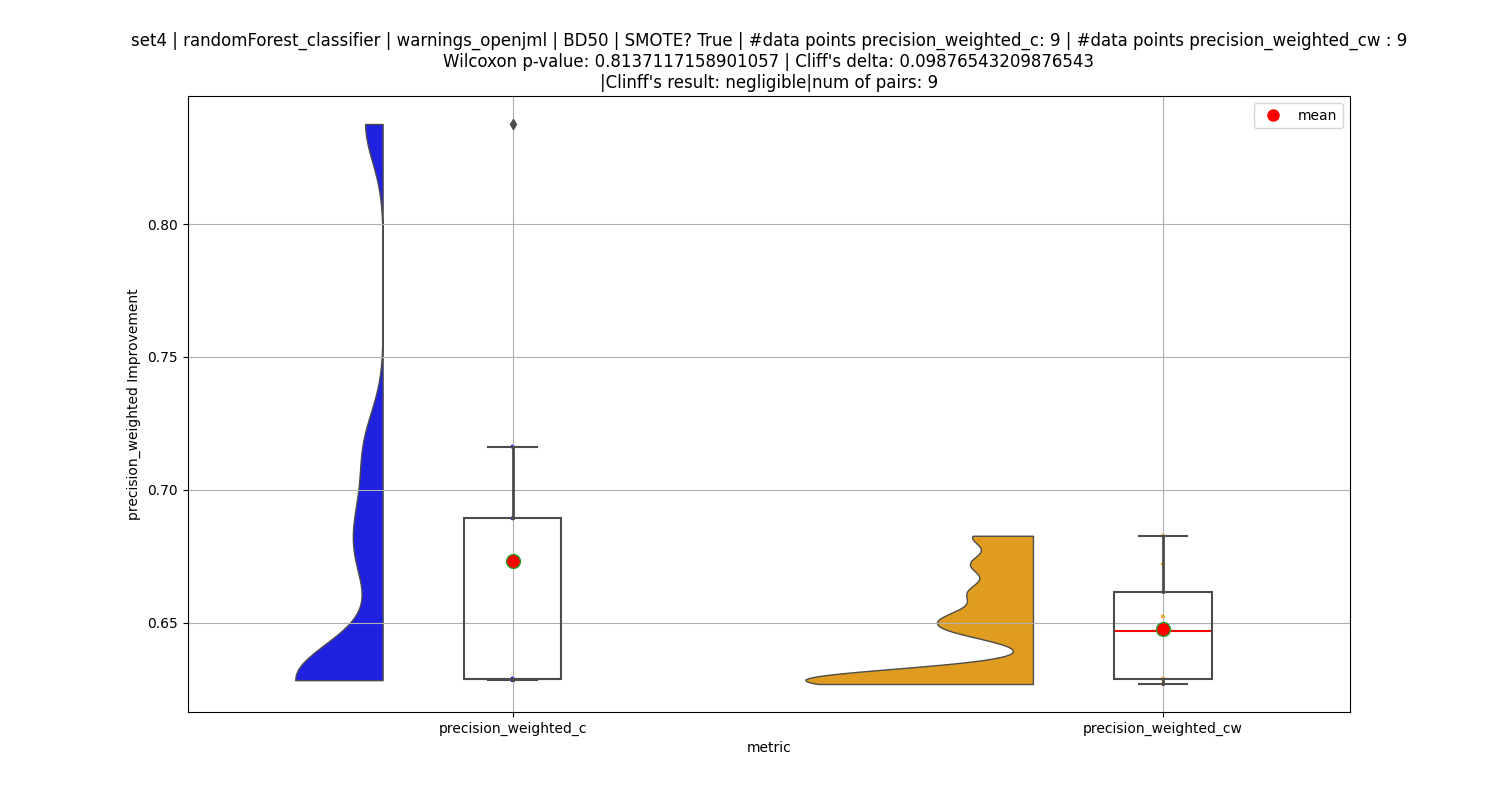 set4 | randomForest_classifier | warnings_openjml | BD50 | SMOTE? True | #data points precision_weighted_c: 9 | #data points precision_weighted_cw : 9
Wilcoxon p-value: 0.8137117158901057 | Cliff's delta: 0.09876543209876543
|Clinff's result: negligible|num of pairs: 9
mean
0.80
0.75
0.70
0.65
precision_weighted Improvement
precision_weighted_c
precision_weighted_cw
metric